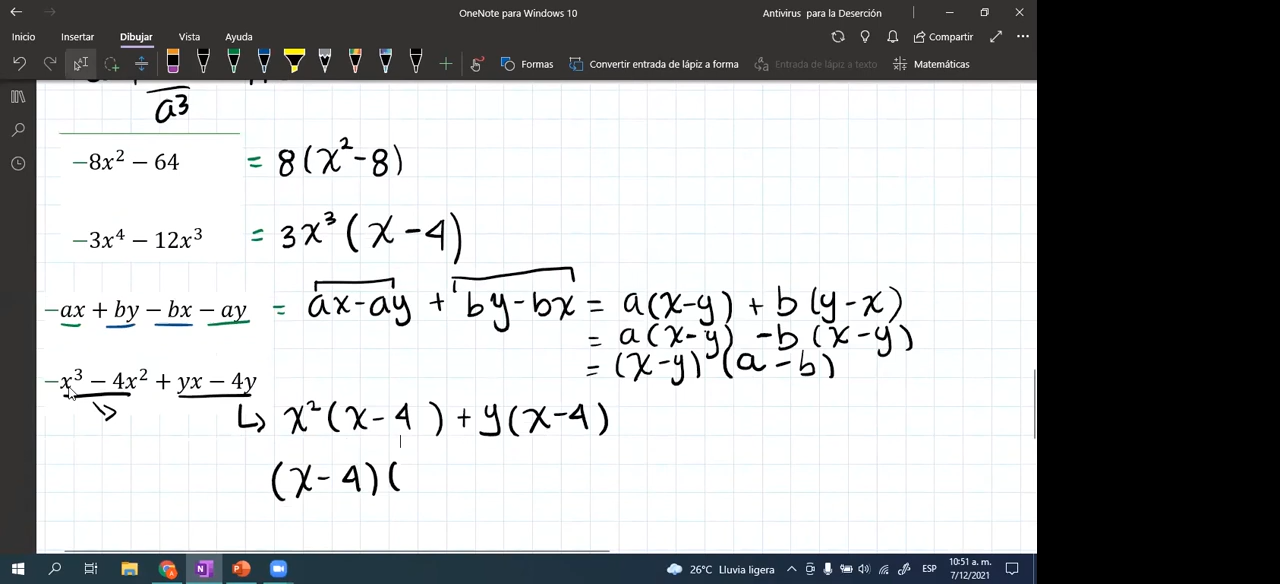 OneNote para Windows 10
Antivirus para la Deserción
Inicio Insertar Dibujar Vista Ayuda
Compartir
Formas Convertir entrada de lápiz a forma Entrada de lápiz a texto Matemáticas
a³
−8x² − 64 = 8(x²-8)
−3x⁴ − 12x³ = 3x³(x-4)
−ax + by − bx − ay = ax-ay + by-bx = a(x-y) + b(y-x)
= a(x-y) -b(x-y)
= (x-y)(a-b)
−x³ − 4x² + yx − 4y
↳ x²(x-4) + y(x-4)
(x-4)(
26°C Lluvia ligera ESP 10:51 a. m.
7/12/2021